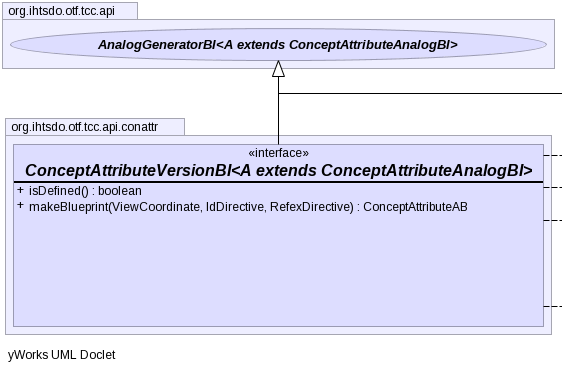 org.ihtsdo.otf.tcc.api
AnalogGeneratorBI<A extends ConceptAttributeAnalogBI>
org.ihtsdo.otf.tcc.api.conattr
«interface»
ConceptAttributeVersionBI<A extends ConceptAttributeAnalogBI>
+ isDefined() : boolean
+ makeBlueprint(ViewCoordinate, IdDirective, RefexDirective) : ConceptAttributeAB
yWorks UML Doclet